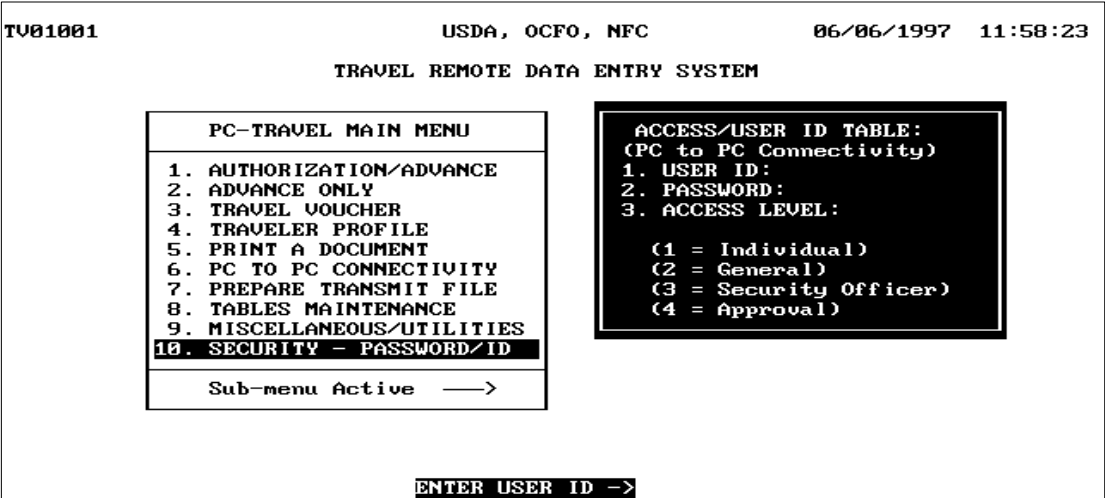 TV01001 USDA, OCFO, NFC 06/06/1997 11:58:23
TRAVEL REMOTE DATA ENTRY SYSTEM
PC-TRAVEL MAIN MENU
1. AUTHORIZATION/ADVANCE
2. ADVANCE ONLY
3. TRAVEL VOUCHER
4. TRAVELER PROFILE
5. PRINT A DOCUMENT
6. PC TO PC CONNECTIVITY
7. PREPARE TRANSMIT FILE
8. TABLES MAINTENANCE
9. MISCELLANEOUS/UTILITIES
10. SECURITY - PASSWORD/ID
Sub-menu Active ——>
ACCESS/USER ID TABLE:
(PC to PC Connectivity)
1. USER ID:
2. PASSWORD:
3. ACCESS LEVEL:
(1 = Individual)
(2 = General)
(3 = Security Officer)
(4 = Approval)
ENTER USER ID ->